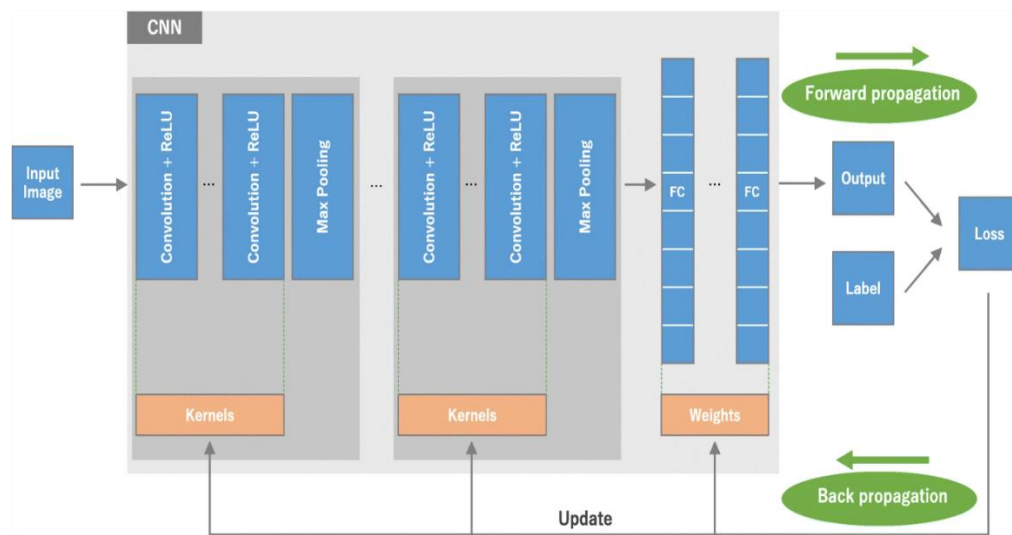 CNN
Forward propagation
Input
Image
Convolution + ReLU
...
Convolution + ReLU
Max Pooling
...
Convolution + ReLU
...
Convolution + ReLU
Max Pooling
FC
...
FC
Output
Label
Loss
Kernels
Kernels
Weights
Back propagation
Update